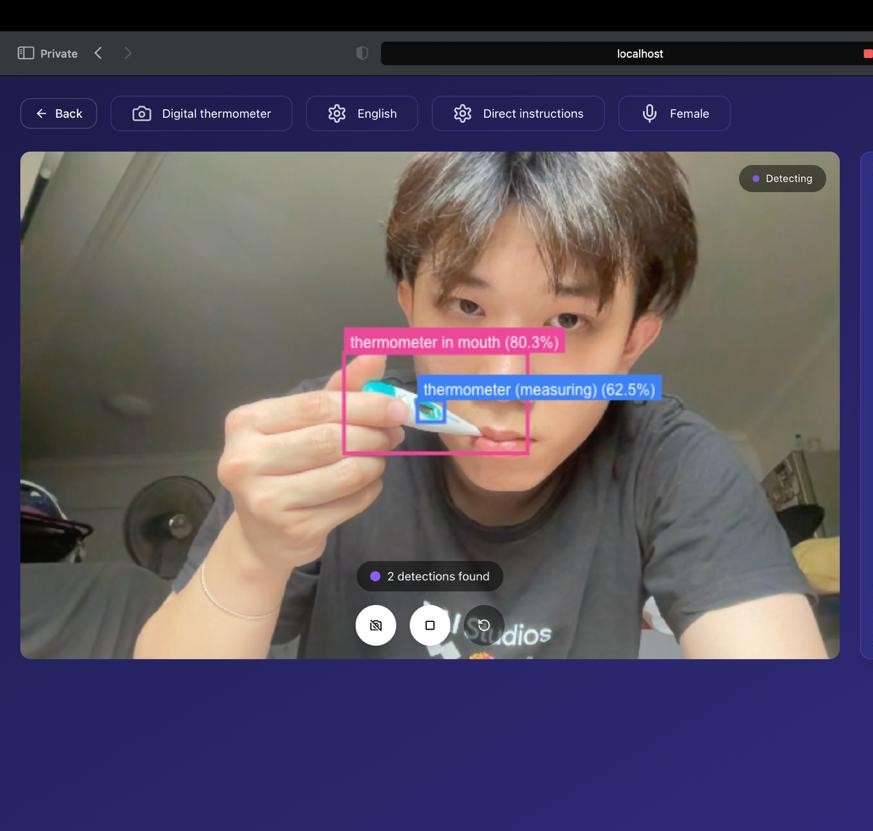 Private
localhost
Back
Digital thermometer
English
Direct instructions
Female
Detecting
thermometer in mouth (80.3%)
thermometer (measuring) (62.5%)
2 detections found
Studios